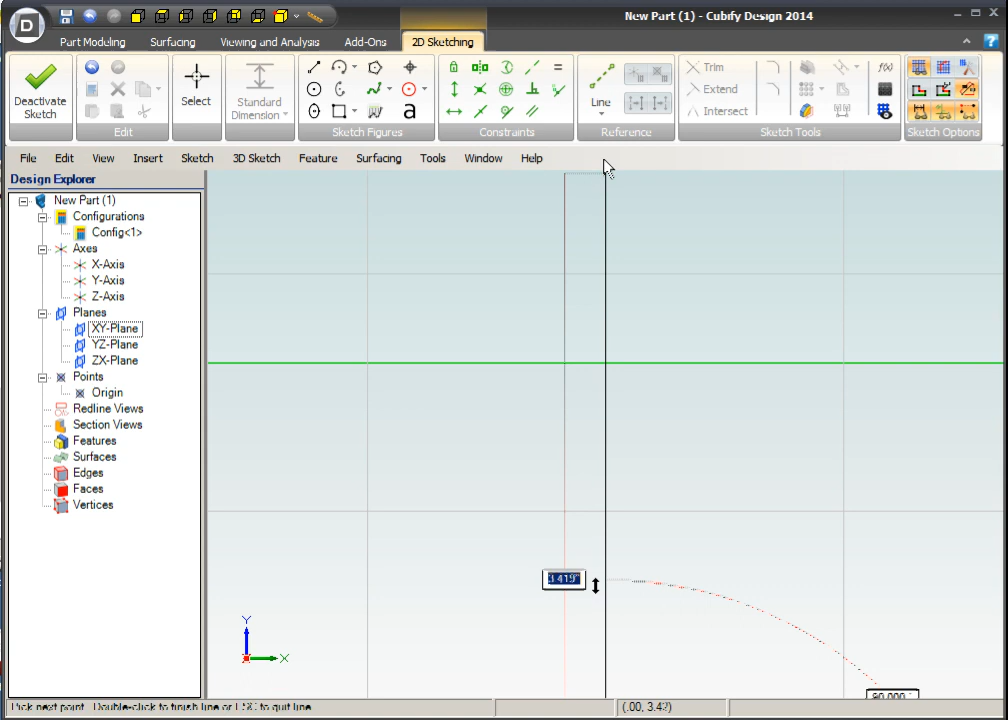 D
New Part (1) - Cubify Design 2014
Part Modeling Surfacing Viewing and Analysis Add-Ons 2D Sketching
Deactivate Sketch
Edit
Select
Standard Dimension
a
Sketch Figures
Constraints
Line
Reference
Trim
Extend
Intersect
f(x)
Sketch Tools
Sketch Options
File Edit View Insert Sketch 3D Sketch Feature Surfacing Tools Window Help
Design Explorer
New Part (1)
Configurations
Config<1>
Axes
X-Axis
Y-Axis
Z-Axis
Planes
XY-Plane
YZ-Plane
ZX-Plane
Points
Origin
Redline Views
Section Views
Features
Surfaces
Edges
Faces
Vertices
3.419"
90.000
Y
X
Pick next point. Double-click to finish line or ESC to quit line
(.00, 3.42)